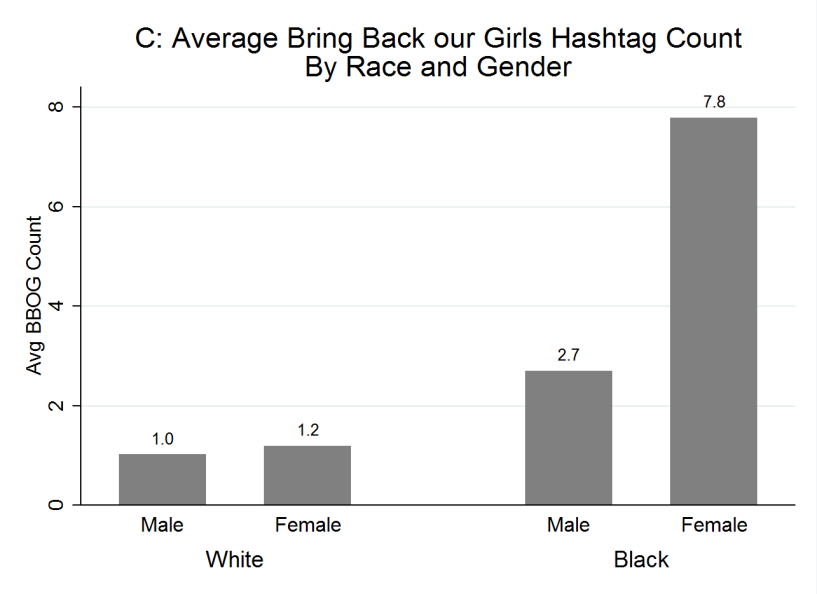 C: Average Bring Back our Girls Hashtag Count
By Race and Gender
Avg BBOG Count
8
6
4
2
0
1.0
1.2
2.7
7.8
Male
Female
Male
Female
White
Black